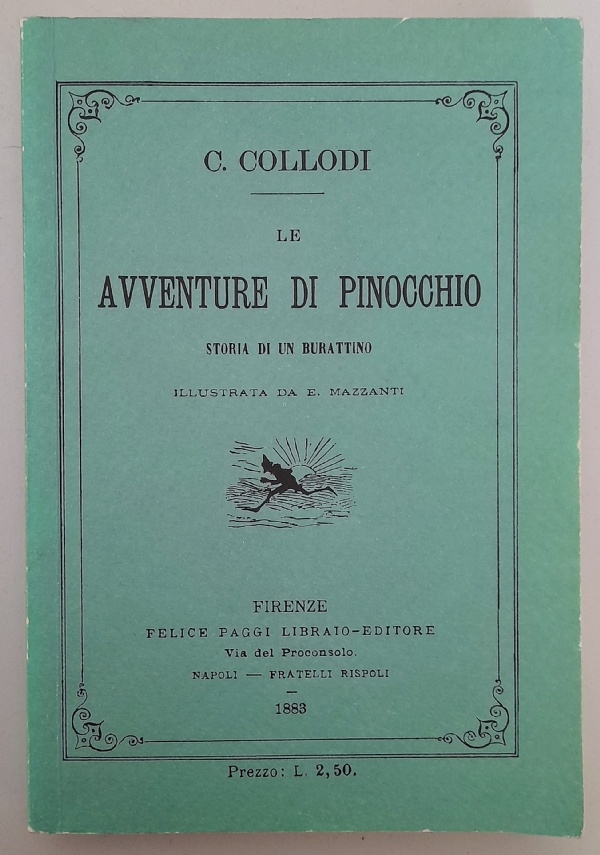 C. COLLODI
LE
AVVENTURE DI PINOCCHIO
STORIA DI UN BURATTINO
ILLUSTRATA DA E. MAZZANTI
FIRENZE
FELICE PAGGI LIBRAIO-EDITORE
Via del Proconsolo.
NAPOLI — FRATELLI RISPOLI
1883
Prezzo: L. 2,50.